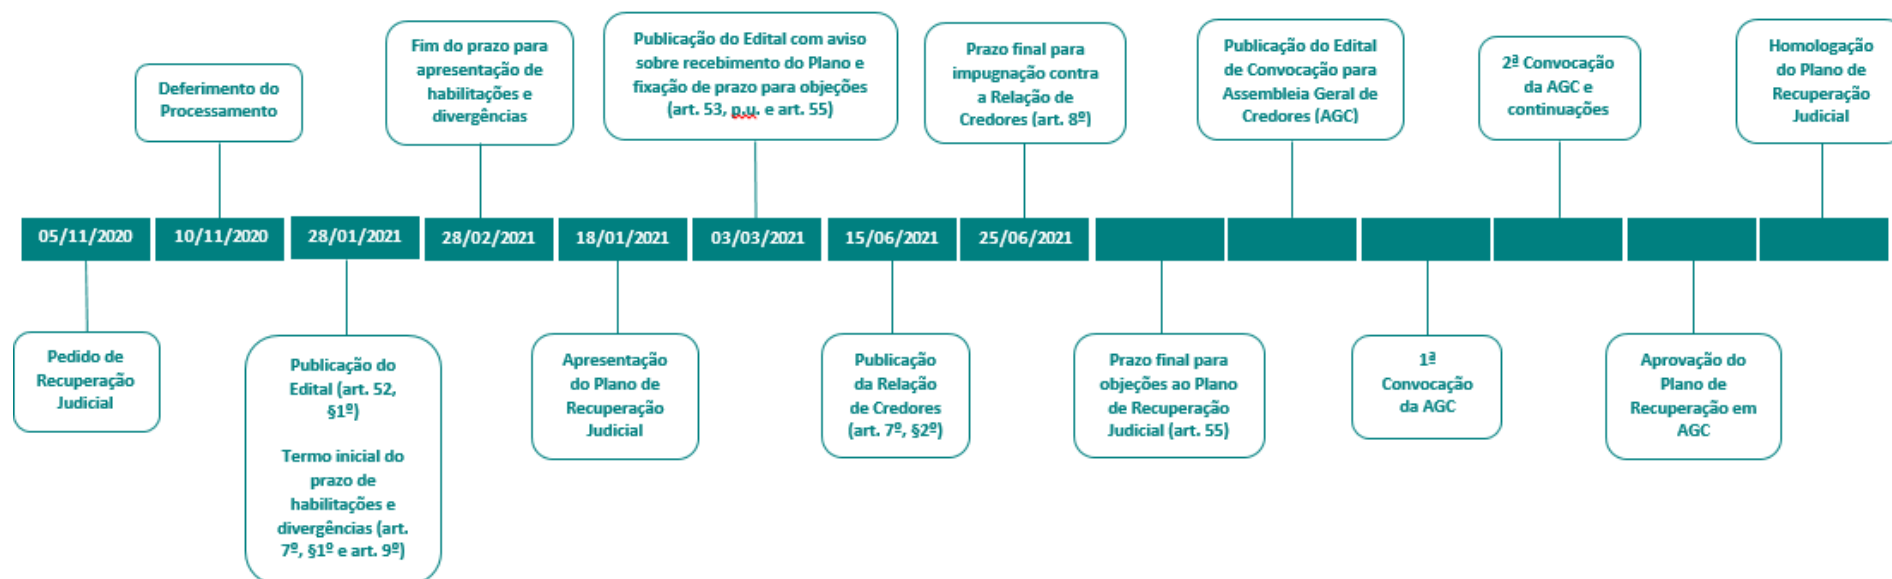 Deferimento do
Processamento
Fim do prazo para
apresentação de
habilitações e
divergências
Publicação do Edital com aviso
sobre recebimento do Plano e
fixação de prazo para objeções
(art. 53, p.u. e art. 55)
Prazo final para
impugnação contra
a Relação de
Credores (art. 8º)
Publicação do Edital
de Convocação para
Assembleia Geral de
Credores (AGC)
2ª Convocação
da AGC e
continuações
Homologação
do Plano de
Recuperação
Judicial
05/11/2020 10/11/2020 28/01/2021 28/02/2021 18/01/2021 03/03/2021 15/06/2021 25/06/2021
Pedido de
Recuperação
Judicial
Publicação do
Edital (art. 52,
§1º)
Termo inicial do
prazo de
habilitações e
divergências (art.
7º, §1º e art. 9º)
Apresentação
do Plano de
Recuperação
Judicial
Publicação
da Relação
de Credores
(art. 7º, §2º)
Prazo final para
objeções ao Plano
de Recuperação
Judicial (art. 55)
1ª
Convocação
da AGC
Aprovação do
Plano de
Recuperação em
AGC